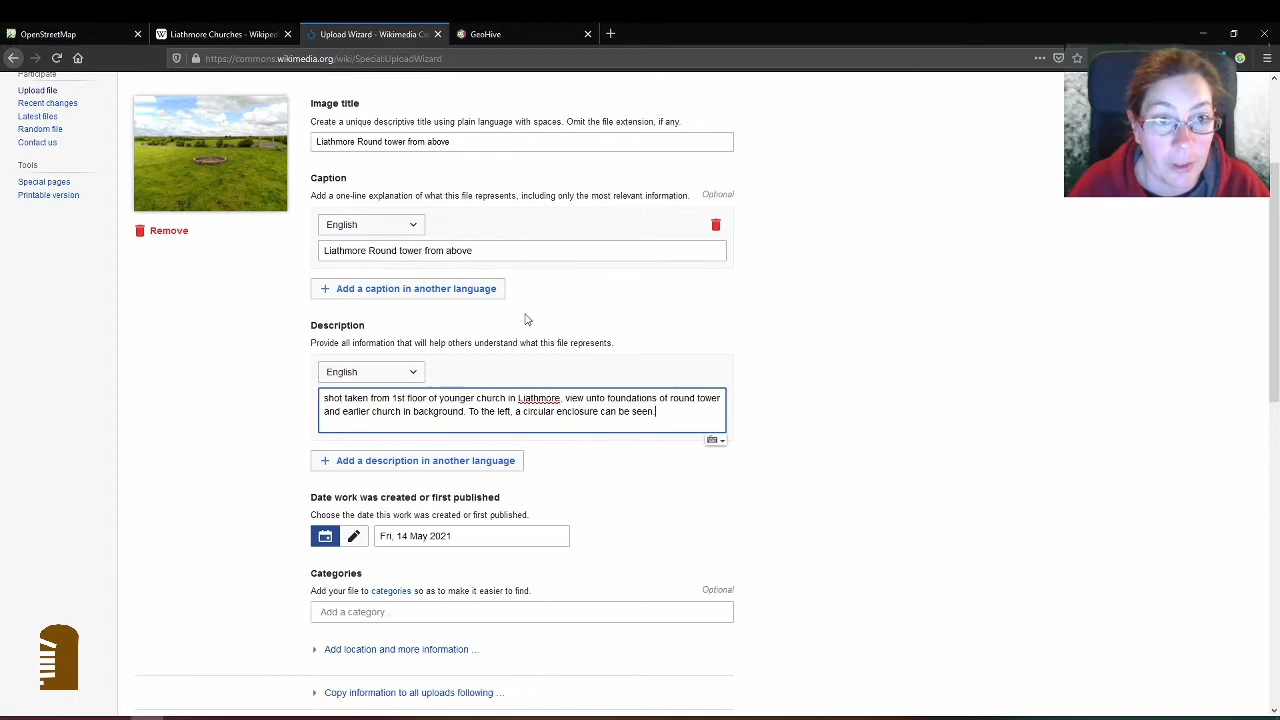 OpenStreetMap
Liathmore Churches - Wikiped
Upload Wizard - Wikimedia Co
GeoHive
https://commons.wikimedia.org/wiki/Special:UploadWizard
Participate
Upload file
Recent changes
Latest files
Random file
Contact us
Tools
Special pages
Printable version
Remove
Image title
Create a unique descriptive title using plain language with spaces. Omit the file extension, if any.
Liathmore Round tower from above
Caption
Add a one-line explanation of what this file represents, including only the most relevant information.
Optional
English
Liathmore Round tower from above
+ Add a caption in another language
Description
Provide all information that will help others understand what this file represents.
English
shot taken from 1st floor of younger church in Liathmore, view unto foundations of round tower
and earlier church in background. To the left, a circular enclosure can be seen.
+ Add a description in another language
Date work was created or first published
Choose the date this work was created or first published.
Fri, 14 May 2021
Categories
Add your file to categories so as to make it easier to find.
Optional
Add a category...
Add location and more information ...
Copy information to all uploads following ...